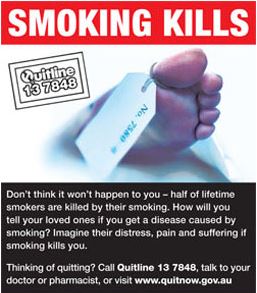 SMOKING KILLS
Quitline
13 7848
No. 7580
Don't think it won't happen to you – half of lifetime
smokers are killed by their smoking. How will you
tell your loved ones if you get a disease caused by
smoking? Imagine their distress, pain and suffering if
smoking kills you.
Thinking of quitting? Call Quitline 13 7848, talk to your
doctor or pharmacist, or visit www.quitnow.gov.au